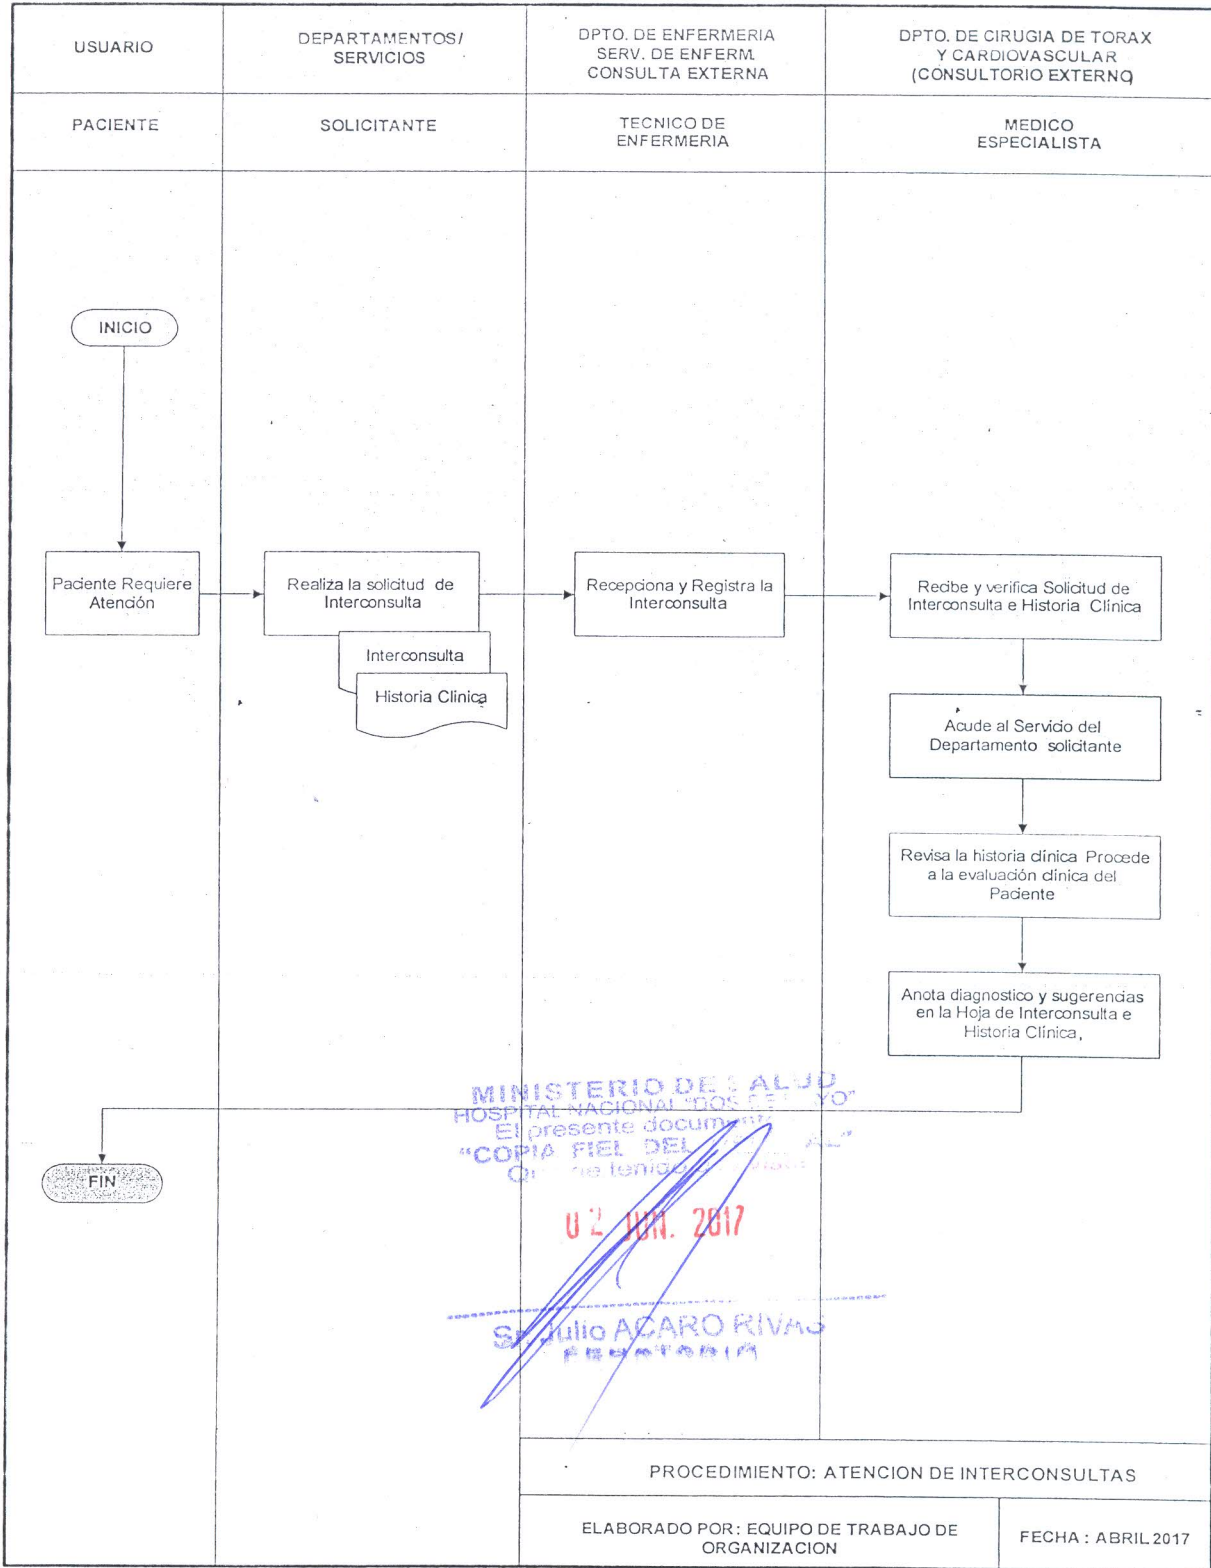 USUARIO
DEPARTAMENTOS/
SERVICIOS
DPTO. DE ENFERMERIA
SERV. DE ENFERM.
CONSULTA EXTERNA
DPTO. DE CIRUGIA DE TORAX
Y CARDIOVASCULAR
(CONSULTORIO EXTERNO)
PACIENTE
SOLICITANTE
TECNICO DE
ENFERMERIA
MEDICO
ESPECIALISTA
INICIO
Paciente Requiere
Atención
Realiza la solicitud de
Interconsulta
Interconsulta
Historia Clinica
Recepciona y Registra la
Interconsulta
Recibe y verifica Solicitud de
Interconsulta e Historia Clínica
Acude al Servicio del
Departamento solicitante
Revisa la historia clínica Procede
a la evaluación clínica del
Paciente
Anota diagnostico y sugerencias
en la Hoja de Interconsulta e
Historia Clínica,
FIN
MINISTERIO DE SALUD
HOSPITAL NACIONAL "DOS DE MAYO"
El presente documento
"COPIA FIEL DEL
02 JUN. 2017
Sr. Julio ACARO RIVAS
PROCEDIMIENTO: ATENCION DE INTERCONSULTAS
ELABORADO POR: EQUIPO DE TRABAJO DE
ORGANIZACION
FECHA : ABRIL 2017